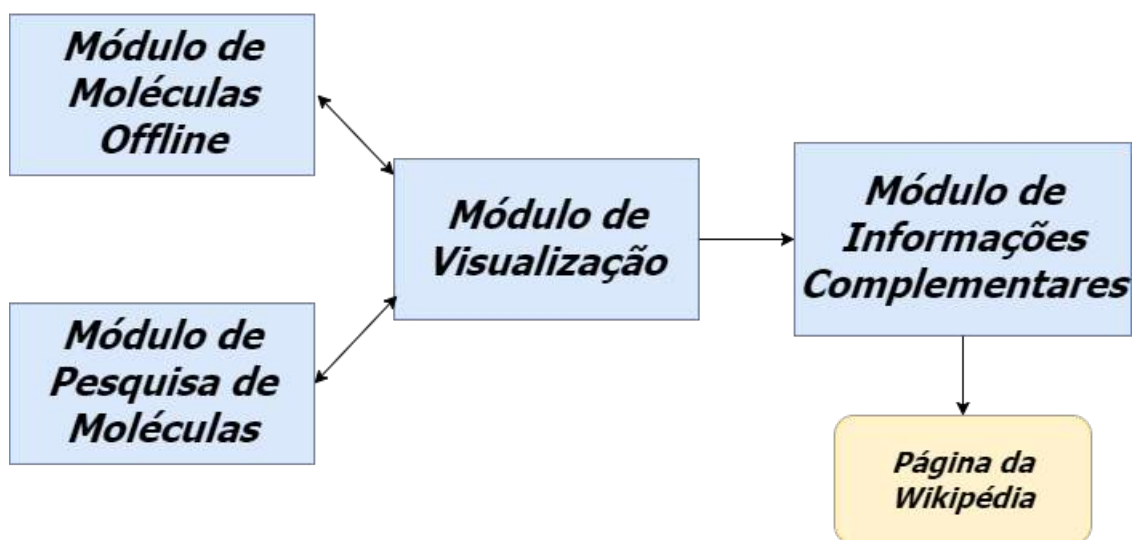 Módulo de
Moléculas
Offline
Módulo de
Pesquisa de
Moléculas
Módulo de
Visualização
Módulo de
Informações
Complementares
Página da
Wikipédia